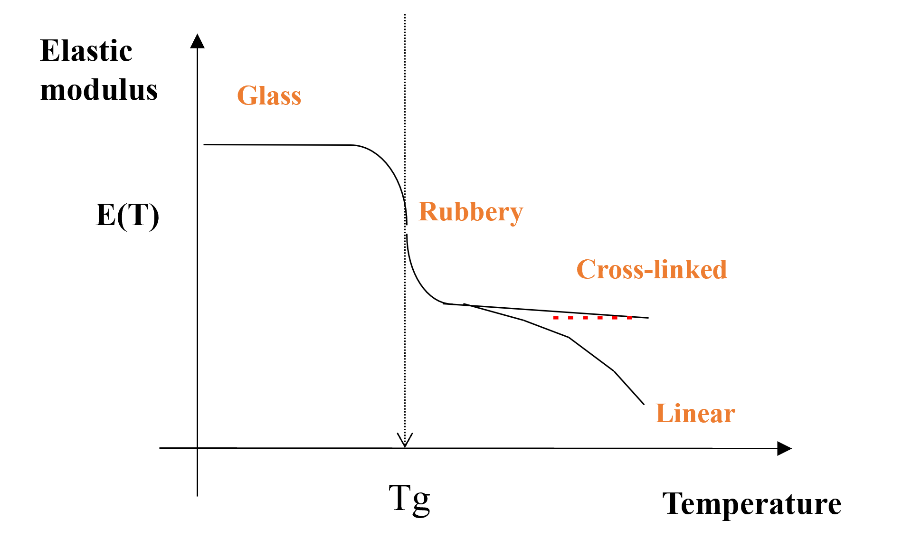 Elastic
modulus
Glass
E(T)
Rubbery
Cross-linked
Linear
Tg
Temperature